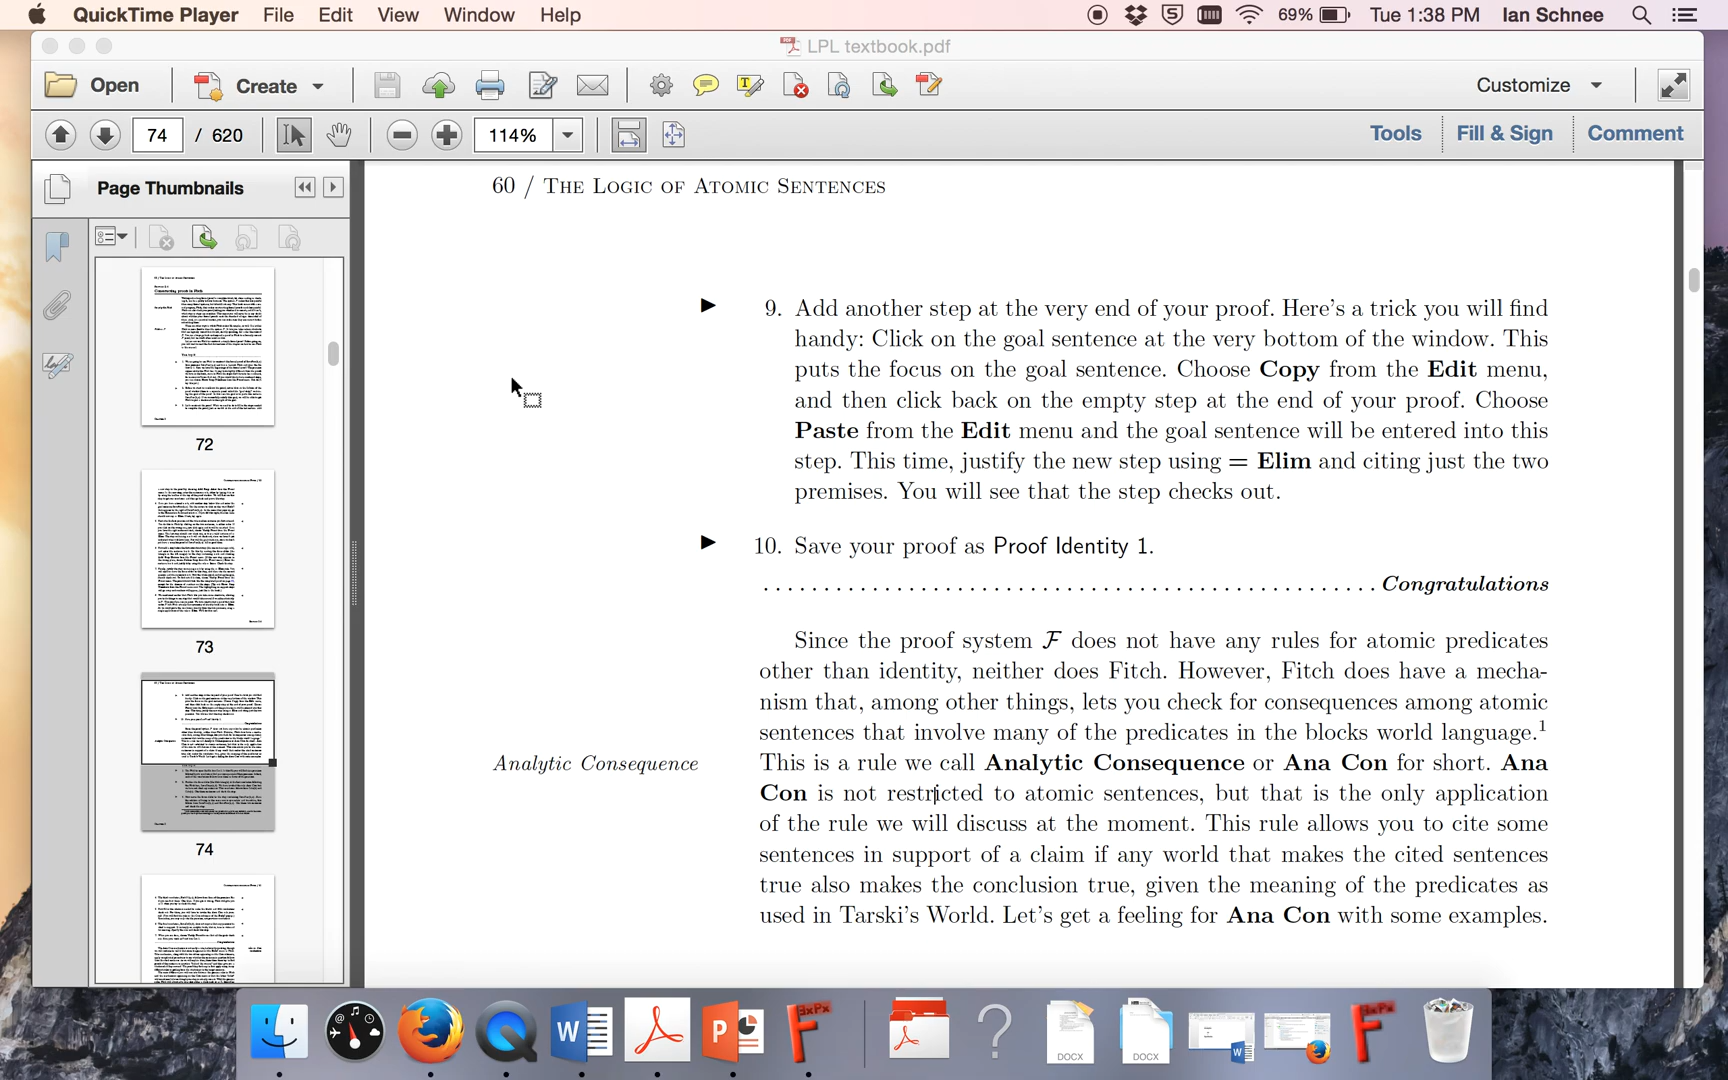 QuickTime Player File Edit View Window Help 5 69% Tue 1:38 PM Ian Schnee
LPL textbook.pdf
Open Create Customize
74 / 620 114% Tools Fill & Sign Comment
Page Thumbnails
72
73
74
60 / The Logic of Atomic Sentences
9. Add another step at the very end of your proof. Here's a trick you will find
handy: Click on the goal sentence at the very bottom of the window. This
puts the focus on the goal sentence. Choose Copy from the Edit menu,
and then click back on the empty step at the end of your proof. Choose
Paste from the Edit menu and the goal sentence will be entered into this
step. This time, justify the new step using = Elim and citing just the two
premises. You will see that the step checks out.
10. Save your proof as Proof Identity 1.
Congratulations
Since the proof system F does not have any rules for atomic predicates
other than identity, neither does Fitch. However, Fitch does have a mecha-
nism that, among other things, lets you check for consequences among atomic
sentences that involve many of the predicates in the blocks world language.1
Analytic Consequence
This is a rule we call Analytic Consequence or Ana Con for short. Ana
Con is not restricted to atomic sentences, but that is the only application
of the rule we will discuss at the moment. This rule allows you to cite some
sentences in support of a claim if any world that makes the cited sentences
true also makes the conclusion true, given the meaning of the predicates as
used in Tarski's World. Let's get a feeling for Ana Con with some examples.
DOCX DOCX